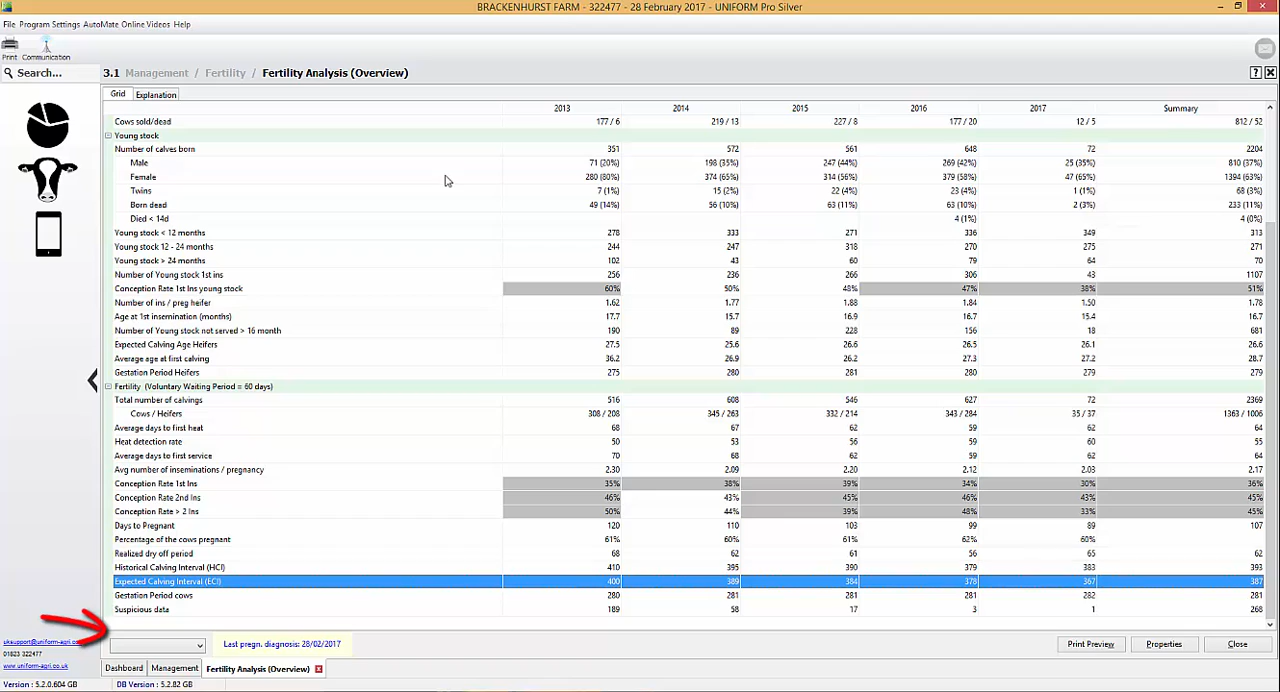 BRACKENHURST FARM - 322477 - 28 February 2017 - UNIFORM Pro Silver
File Program Settings AutoMate Online Videos Help
Print Communication
Search... 3.1 Management / Fertility / Fertility Analysis (Overview)
Grid Explanation
2013 2014 2015 2016 2017 Summary
Cows sold/dead 177 / 6 219 / 13 227 / 8 177 / 20 12 / 5 812 / 52
Young stock
Number of calves born 351 572 561 648 72 2204
Male 71 (20%) 198 (35%) 247 (44%) 269 (42%) 25 (35%) 810 (37%)
Female 280 (80%) 374 (65%) 314 (56%) 379 (58%) 47 (65%) 1394 (63%)
Twins 7 (1%) 15 (2%) 22 (4%) 23 (4%) 1 (1%) 68 (3%)
Born dead 49 (14%) 56 (10%) 63 (11%) 63 (10%) 2 (3%) 233 (11%)
Died < 14d 4 (1%) 4 (0%)
Young stock < 12 months 278 333 271 336 349 313
Young stock 12 - 24 months 244 247 318 270 275 271
Young stock > 24 months 102 43 60 79 64 70
Number of Young stock 1st ins 256 236 266 306 43 1107
Conception Rate 1st Ins young stock 60% 50% 48% 47% 38% 51%
Number of ins / preg heifer 1.62 1.77 1.88 1.84 1.50 1.78
Age at 1st insemination (months) 17.7 15.7 16.9 16.7 15.4 16.7
Number of Young stock not served > 16 month 190 89 228 156 18 681
Expected Calving Age Heifers 27.5 25.6 26.6 26.5 26.1 26.6
Average age at first calving 36.2 26.9 26.2 27.3 27.2 28.7
Gestation Period Heifers 275 280 281 280 279 279
Fertility (Voluntary Waiting Period = 60 days)
Total number of calvings 516 608 546 627 72 2369
Cows / Heifers 308 / 208 345 / 263 332 / 214 343 / 284 35 / 37 1363 / 1006
Average days to first heat 68 67 62 59 62 64
Heat detection rate 50 53 56 59 60 55
Average days to first service 70 68 62 59 62 64
Avg number of inseminations / pregnancy 2.30 2.09 2.20 2.12 2.03 2.17
Conception Rate 1st Ins 35% 38% 39% 34% 30% 36%
Conception Rate 2nd Ins 46% 43% 45% 46% 43% 45%
Conception Rate > 2 Ins 50% 44% 39% 48% 33% 45%
Days to Pregnant 120 110 103 99 89 107
Percentage of the cows pregnant 61% 60% 61% 62% 60%
Realized dry off period 68 62 61 56 65 62
Historical Calving Interval (HCI) 410 395 390 379 383 393
Expected Calving Interval (ECI) 400 389 384 378 367 387
Gestation Period cows 280 281 281 281 282 281
Suspicious data 189 58 17 3 1 268
uksupport@uniform-agri.co
01823 322477
www.uniform-agri.co.uk
Last pregn. diagnosis: 28/02/2017 Print Preview Properties Close
Dashboard Management Fertility Analysis (Overview)
Version : 5.2.0.604 GB DB Version : 5.2.82 GB